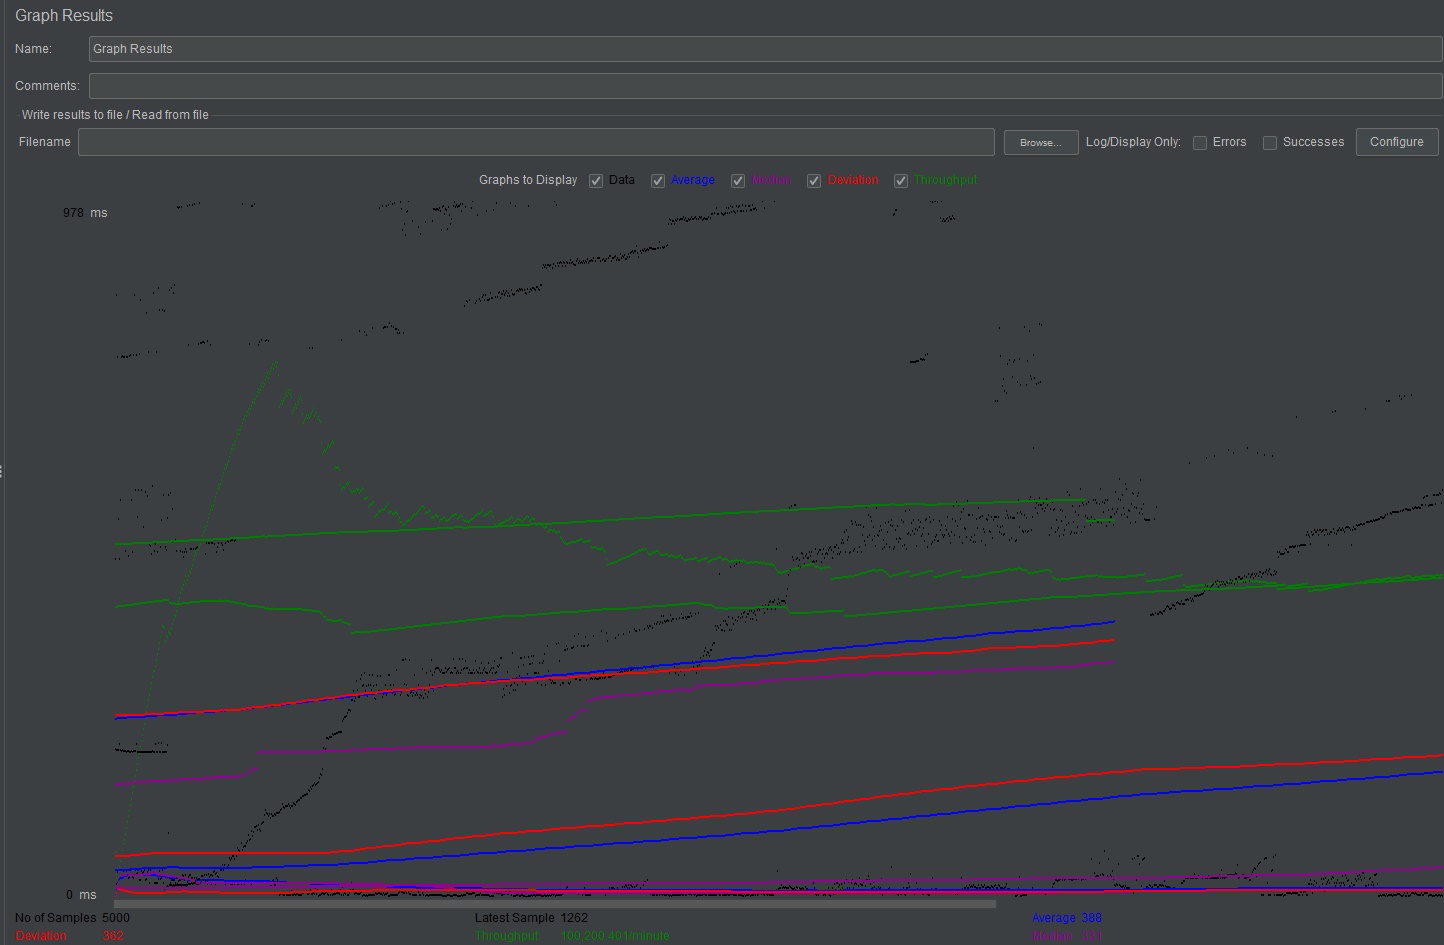 Graph Results
Name: Graph Results
Comments:
Write results to file / Read from file
Filename Browse... Log/Display Only: Errors Successes Configure
Graphs to Display Data Average Median Deviation Throughput
978 ms
0 ms
No of Samples 5000 Latest Sample 1262 Average 388
Deviation 362 Throughput 100,200.401/minute Median